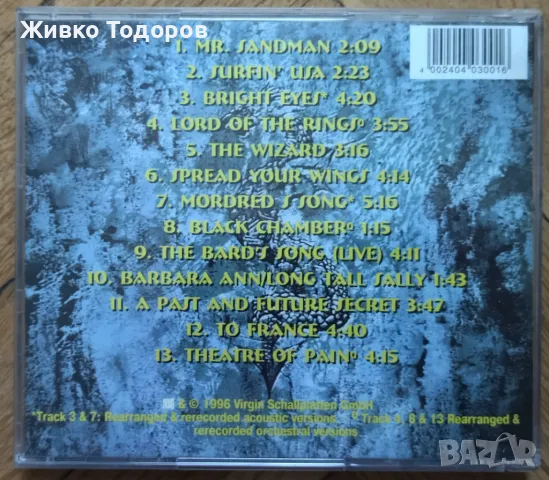 Живко Тодоров
1. MR. SANDMAN 2:09
2. SURFIN' USA 2:23
3. BRIGHT EYES* 4:20
4. LORD OF THE RINGS° 3:55
5. THE WIZARD 3:16
6. SPREAD YOUR WINGS 4:14
7. MORDRED'S SONG* 5:16
8. BLACK CHAMBER° 1:15
9. THE BARD'S SONG (LIVE) 4:11
10. BARBARA ANN/LONG TALL SALLY 1:43
11. A PAST AND FUTURE SECRET 3:47
12. TO FRANCE 4:40
13. THEATRE OF PAIN° 4:15
4 002404 030016
℗ & © 1996 Virgin Schallplatten GmbH
*Track 3 & 7: Rearranged & rerecorded acoustic versions. ° Track 4, 8 & 13 Rearranged &
rerecorded orchestral versions
BAZAR